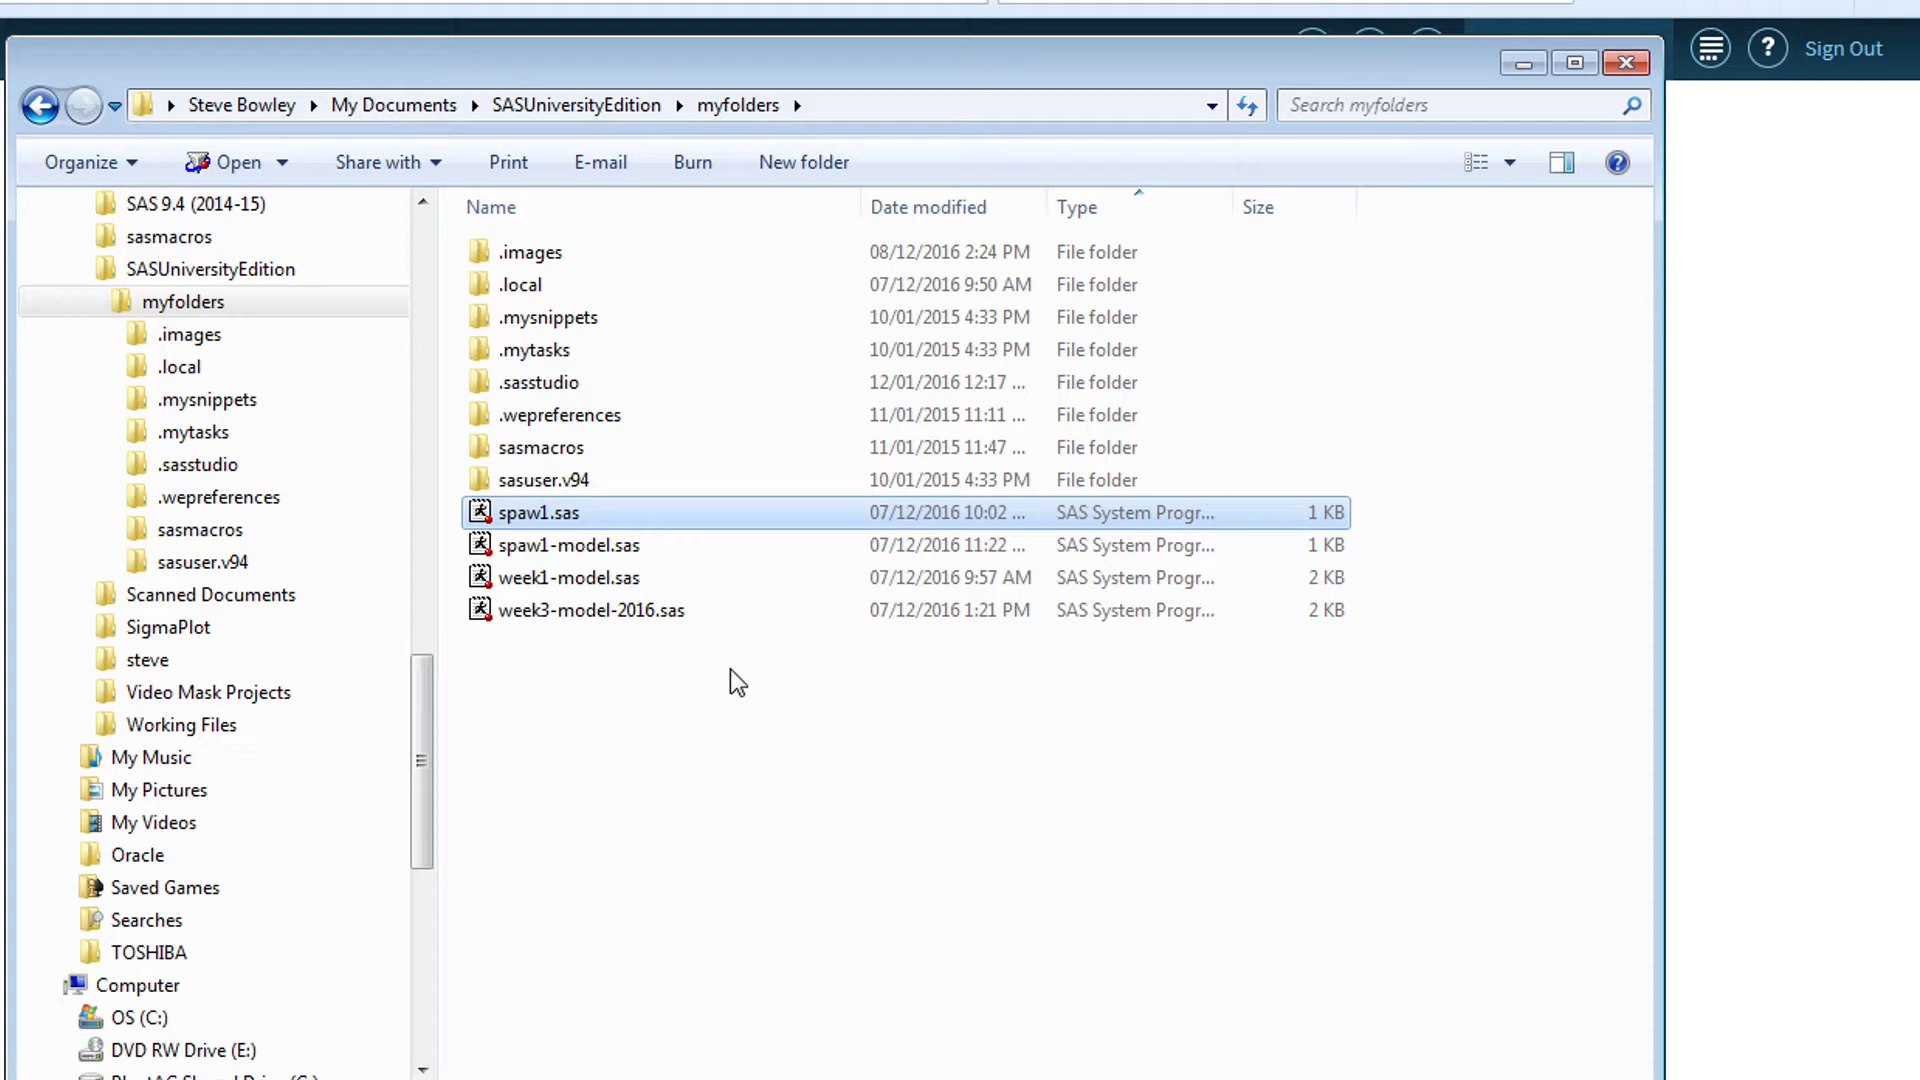 Sign Out
Steve Bowley My Documents SASUniversityEdition myfolders
Search myfolders
Organize Open Share with Print E-mail Burn New folder
Name Date modified Type Size
SAS 9.4 (2014-15)
sasmacros
SASUniversityEdition
myfolders
.images
.local
.mysnippets
.mytasks
.sasstudio
.wepreferences
sasmacros
sasuser.v94
Scanned Documents
SigmaPlot
steve
Video Mask Projects
Working Files
My Music
My Pictures
My Videos
Oracle
Saved Games
Searches
TOSHIBA
Computer
OS (C:)
DVD RW Drive (E:)
.images 08/12/2016 2:24 PM File folder
.local 07/12/2016 9:50 AM File folder
.mysnippets 10/01/2015 4:33 PM File folder
.mytasks 10/01/2015 4:33 PM File folder
.sasstudio 12/01/2016 12:17 ... File folder
.wepreferences 11/01/2015 11:11 ... File folder
sasmacros 11/01/2015 11:47 ... File folder
sasuser.v94 10/01/2015 4:33 PM File folder
spaw1.sas 07/12/2016 10:02 ... SAS System Progr... 1 KB
spaw1-model.sas 07/12/2016 11:22 ... SAS System Progr... 1 KB
week1-model.sas 07/12/2016 9:57 AM SAS System Progr... 2 KB
week3-model-2016.sas 07/12/2016 1:21 PM SAS System Progr... 2 KB